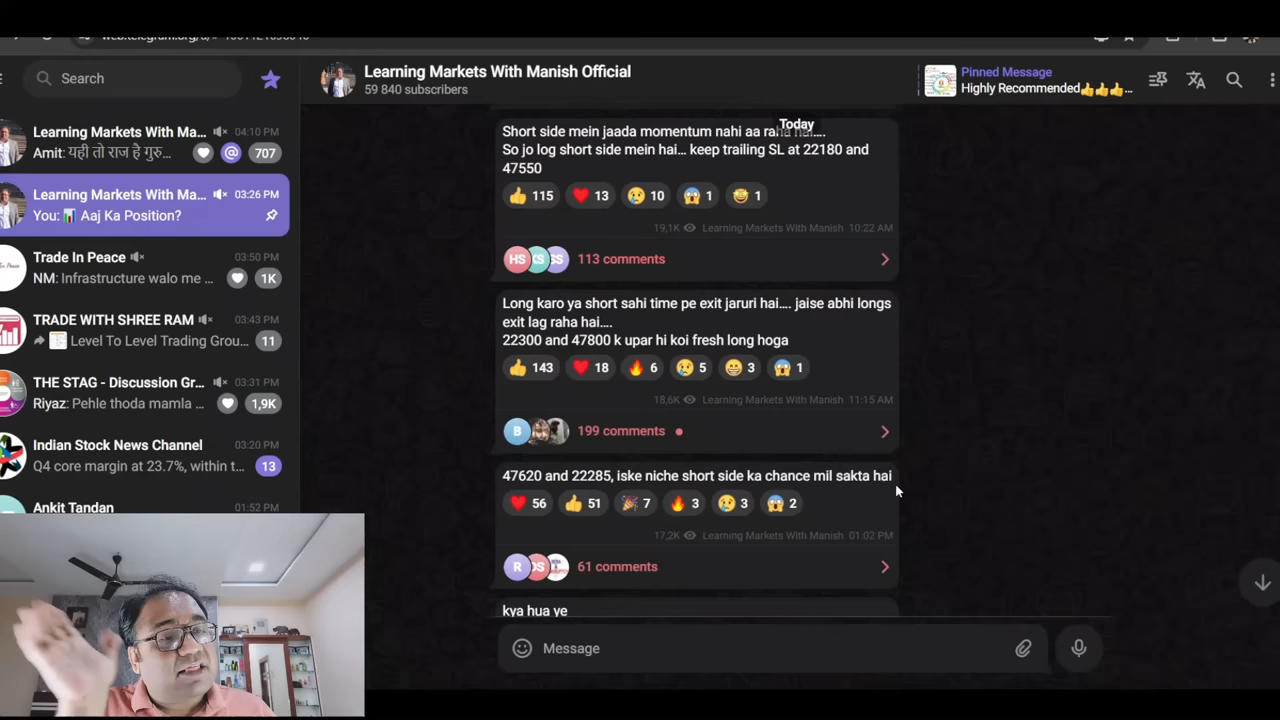 Search
Learning Markets With Ma... 04:10 PM
Amit: यही तो राज है गुरु... @ 707
Learning Markets With Ma... 03:26 PM
You: 📊 Aaj Ka Position?
Trade In Peace 03:50 PM
NM: Infrastructure walo me ... 1K
TRADE WITH SHREE RAM 03:43 PM
Level To Level Trading Grou... 11
THE STAG - Discussion Gr... 03:31 PM
Riyaz: Pehle thoda mamla ... 1,9K
Indian Stock News Channel 03:20 PM
Q4 core margin at 23.7%, within t... 13
Ankit Tandan 01:52 PM
Learning Markets With Manish Official
59 840 subscribers
Pinned Message
Highly Recommended👍👍👍...
Today
Short side mein jaada momentum nahi aa raha hai....
So jo log short side mein hai... keep trailing SL at 22180 and
47550
👍 115 ❤️ 13 😢 10 😱 1 😅 1
19,1K Learning Markets With Manish 10:22 AM
HS KS SS 113 comments
Long karo ya short sahi time pe exit jaruri hai.... jaise abhi longs
exit lag raha hai....
22300 and 47800 k upar hi koi fresh long hoga
👍 143 ❤️ 18 🔥 6 😢 5 😁 3 😱 1
18,6K Learning Markets With Manish 11:15 AM
B 199 comments
47620 and 22285, iske niche short side ka chance mil sakta hai
❤️ 56 👍 51 🎉 7 🔥 3 😢 3 😱 2
17,2K Learning Markets With Manish 01:02 PM
R DS 61 comments
kya hua ye
Message